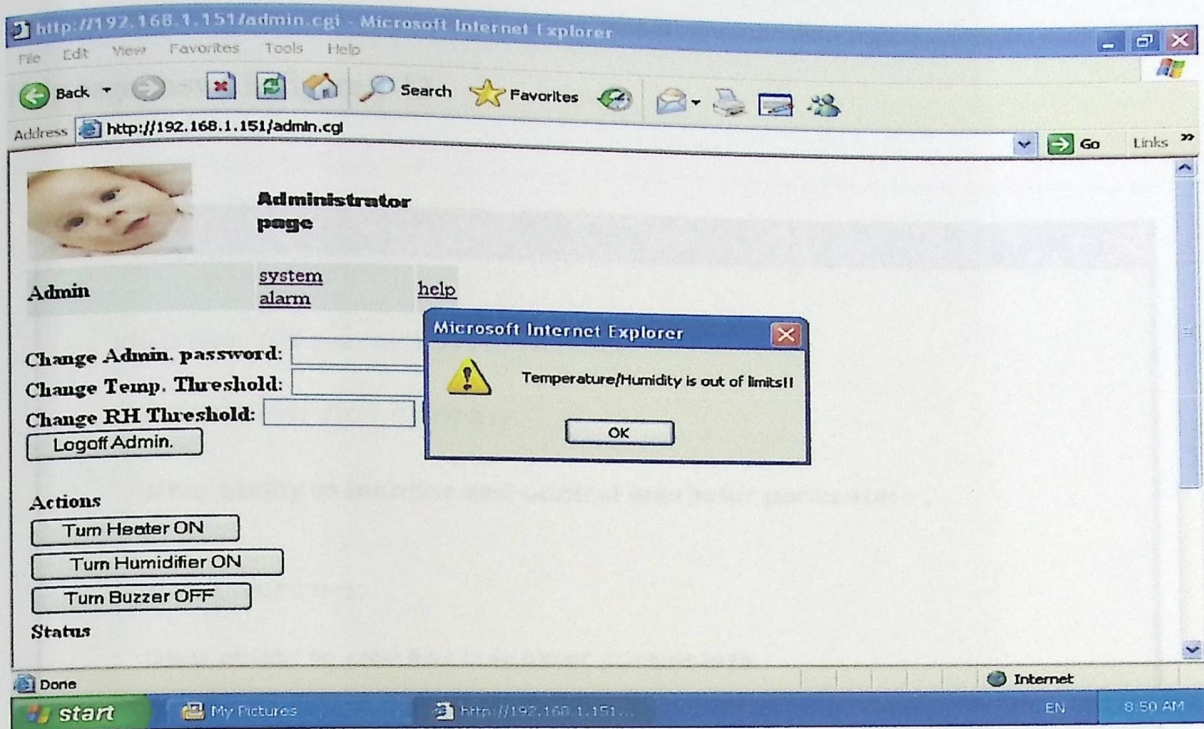 http://192.168.1.151/admin.cgi - Microsoft Internet Explorer
File Edit View Favorites Tools Help
Back Search Favorites
Address http://192.168.1.151/admin.cgi Go Links »
Administrator
page
Admin system alarm help
Change Admin. password:
Change Temp. Threshold:
Change RH Threshold:
Logoff Admin.
Microsoft Internet Explorer
Temperature/Humidity is out of limits!!
OK
Actions
Turn Heater ON
Turn Humidifier ON
Turn Buzzer OFF
Status
Done Internet
start My Pictures http://192.168.1.151... EN 8:50 AM